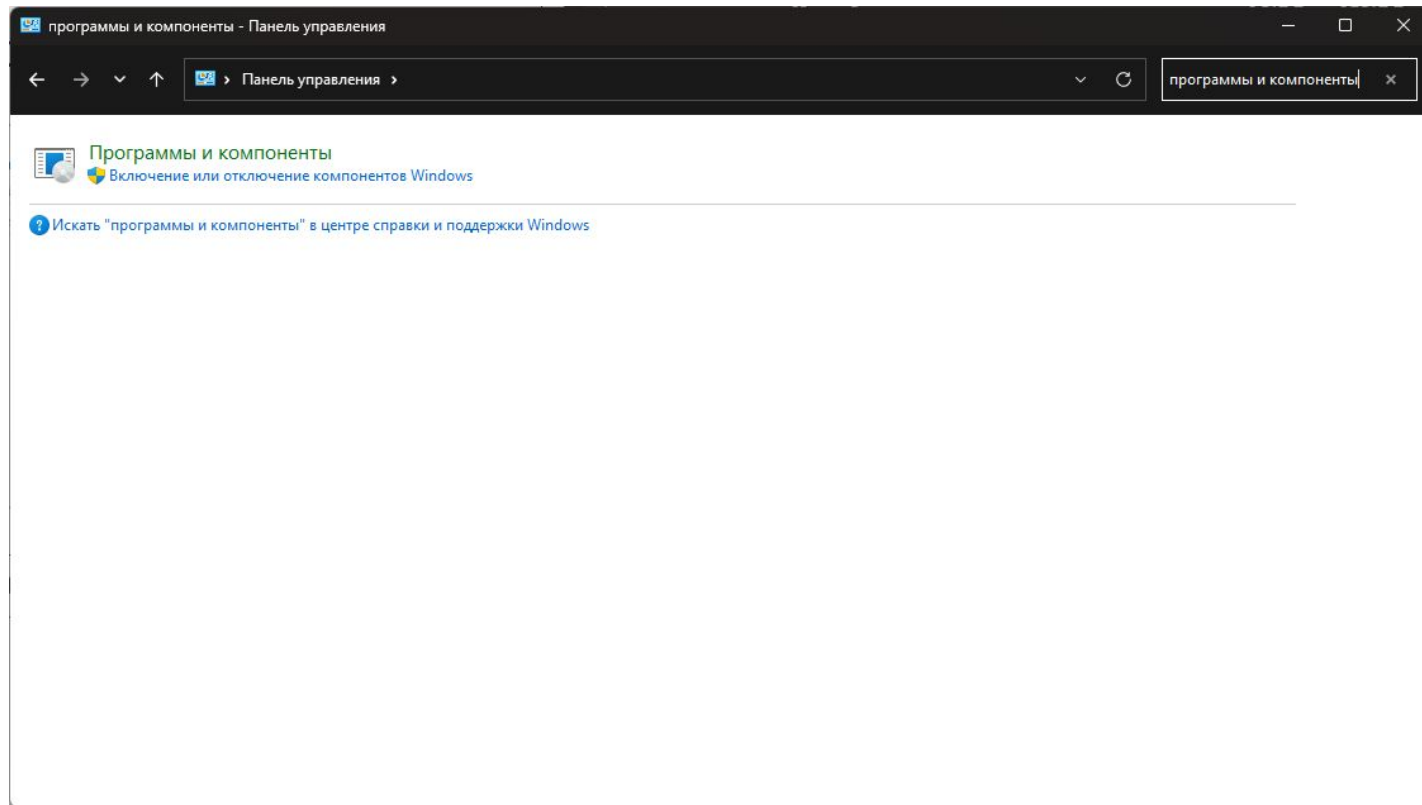 программы и компоненты - Панель управления
Панель управления
программы и компоненты
Программы и компоненты
Включение или отключение компонентов Windows
Искать "программы и компоненты" в центре справки и поддержки Windows